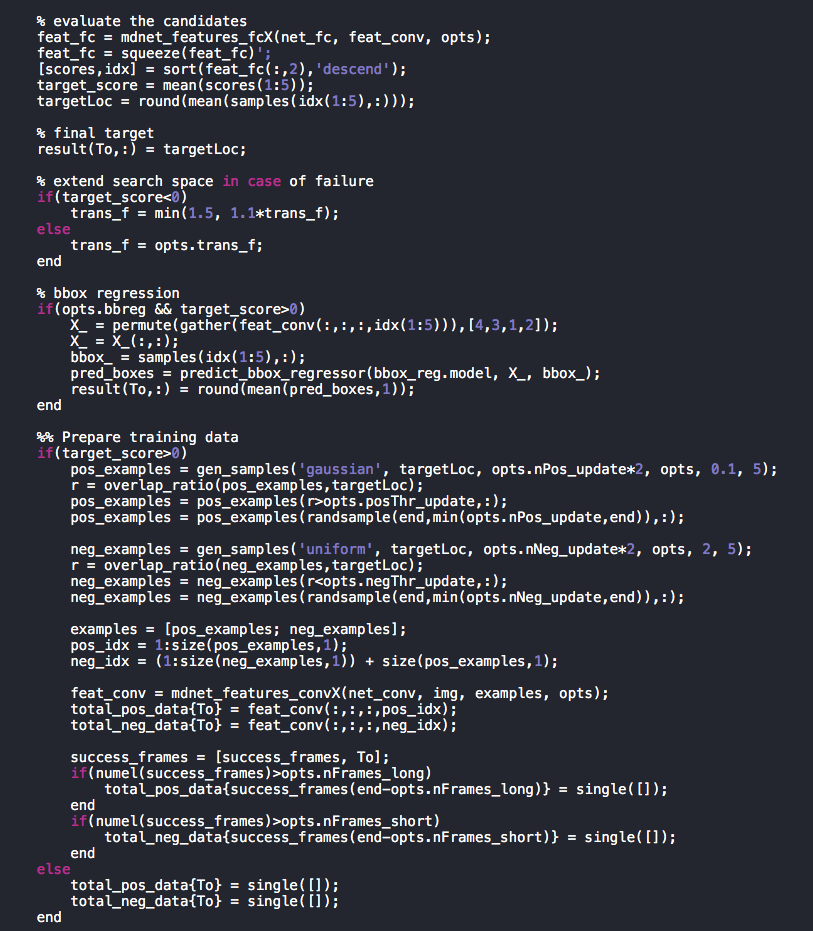 % evaluate the candidates
feat_fc = mdnet_features_fcX(net_fc, feat_conv, opts);
feat_fc = squeeze(feat_fc)';
[scores,idx] = sort(feat_fc(:,2),'descend');
target_score = mean(scores(1:5));
targetLoc = round(mean(samples(idx(1:5),:)));

% final target
result(To,:) = targetLoc;

% extend search space in case of failure
if(target_score<0)
    trans_f = min(1.5, 1.1*trans_f);
else
    trans_f = opts.trans_f;
end

% bbox regression
if(opts.bbreg && target_score>0)
    X_ = permute(gather(feat_conv(:,:,:,idx(1:5))),[4,3,1,2]);
    X_ = X_(:,:);
    bbox_ = samples(idx(1:5),:);
    pred_boxes = predict_bbox_regressor(bbox_reg.model, X_, bbox_);
    result(To,:) = round(mean(pred_boxes,1));
end

%% Prepare training data
if(target_score>0)
    pos_examples = gen_samples('gaussian', targetLoc, opts.nPos_update*2, opts, 0.1, 5);
    r = overlap_ratio(pos_examples,targetLoc);
    pos_examples = pos_examples(r>opts.posThr_update,:);
    pos_examples = pos_examples(randsample(end,min(opts.nPos_update,end)),:);

    neg_examples = gen_samples('uniform', targetLoc, opts.nNeg_update*2, opts, 2, 5);
    r = overlap_ratio(neg_examples,targetLoc);
    neg_examples = neg_examples(r<opts.negThr_update,:);
    neg_examples = neg_examples(randsample(end,min(opts.nNeg_update,end)),:);

    examples = [pos_examples; neg_examples];
    pos_idx = 1:size(pos_examples,1);
    neg_idx = (1:size(neg_examples,1)) + size(pos_examples,1);

    feat_conv = mdnet_features_convX(net_conv, img, examples, opts);
    total_pos_data{To} = feat_conv(:,:,:,pos_idx);
    total_neg_data{To} = feat_conv(:,:,:,neg_idx);

    success_frames = [success_frames, To];
    if(numel(success_frames)>opts.nFrames_long)
        total_pos_data{success_frames(end-opts.nFrames_long)} = single([]);
    end
    if(numel(success_frames)>opts.nFrames_short)
        total_neg_data{success_frames(end-opts.nFrames_short)} = single([]);
    end
else
    total_pos_data{To} = single([]);
    total_neg_data{To} = single([]);
end